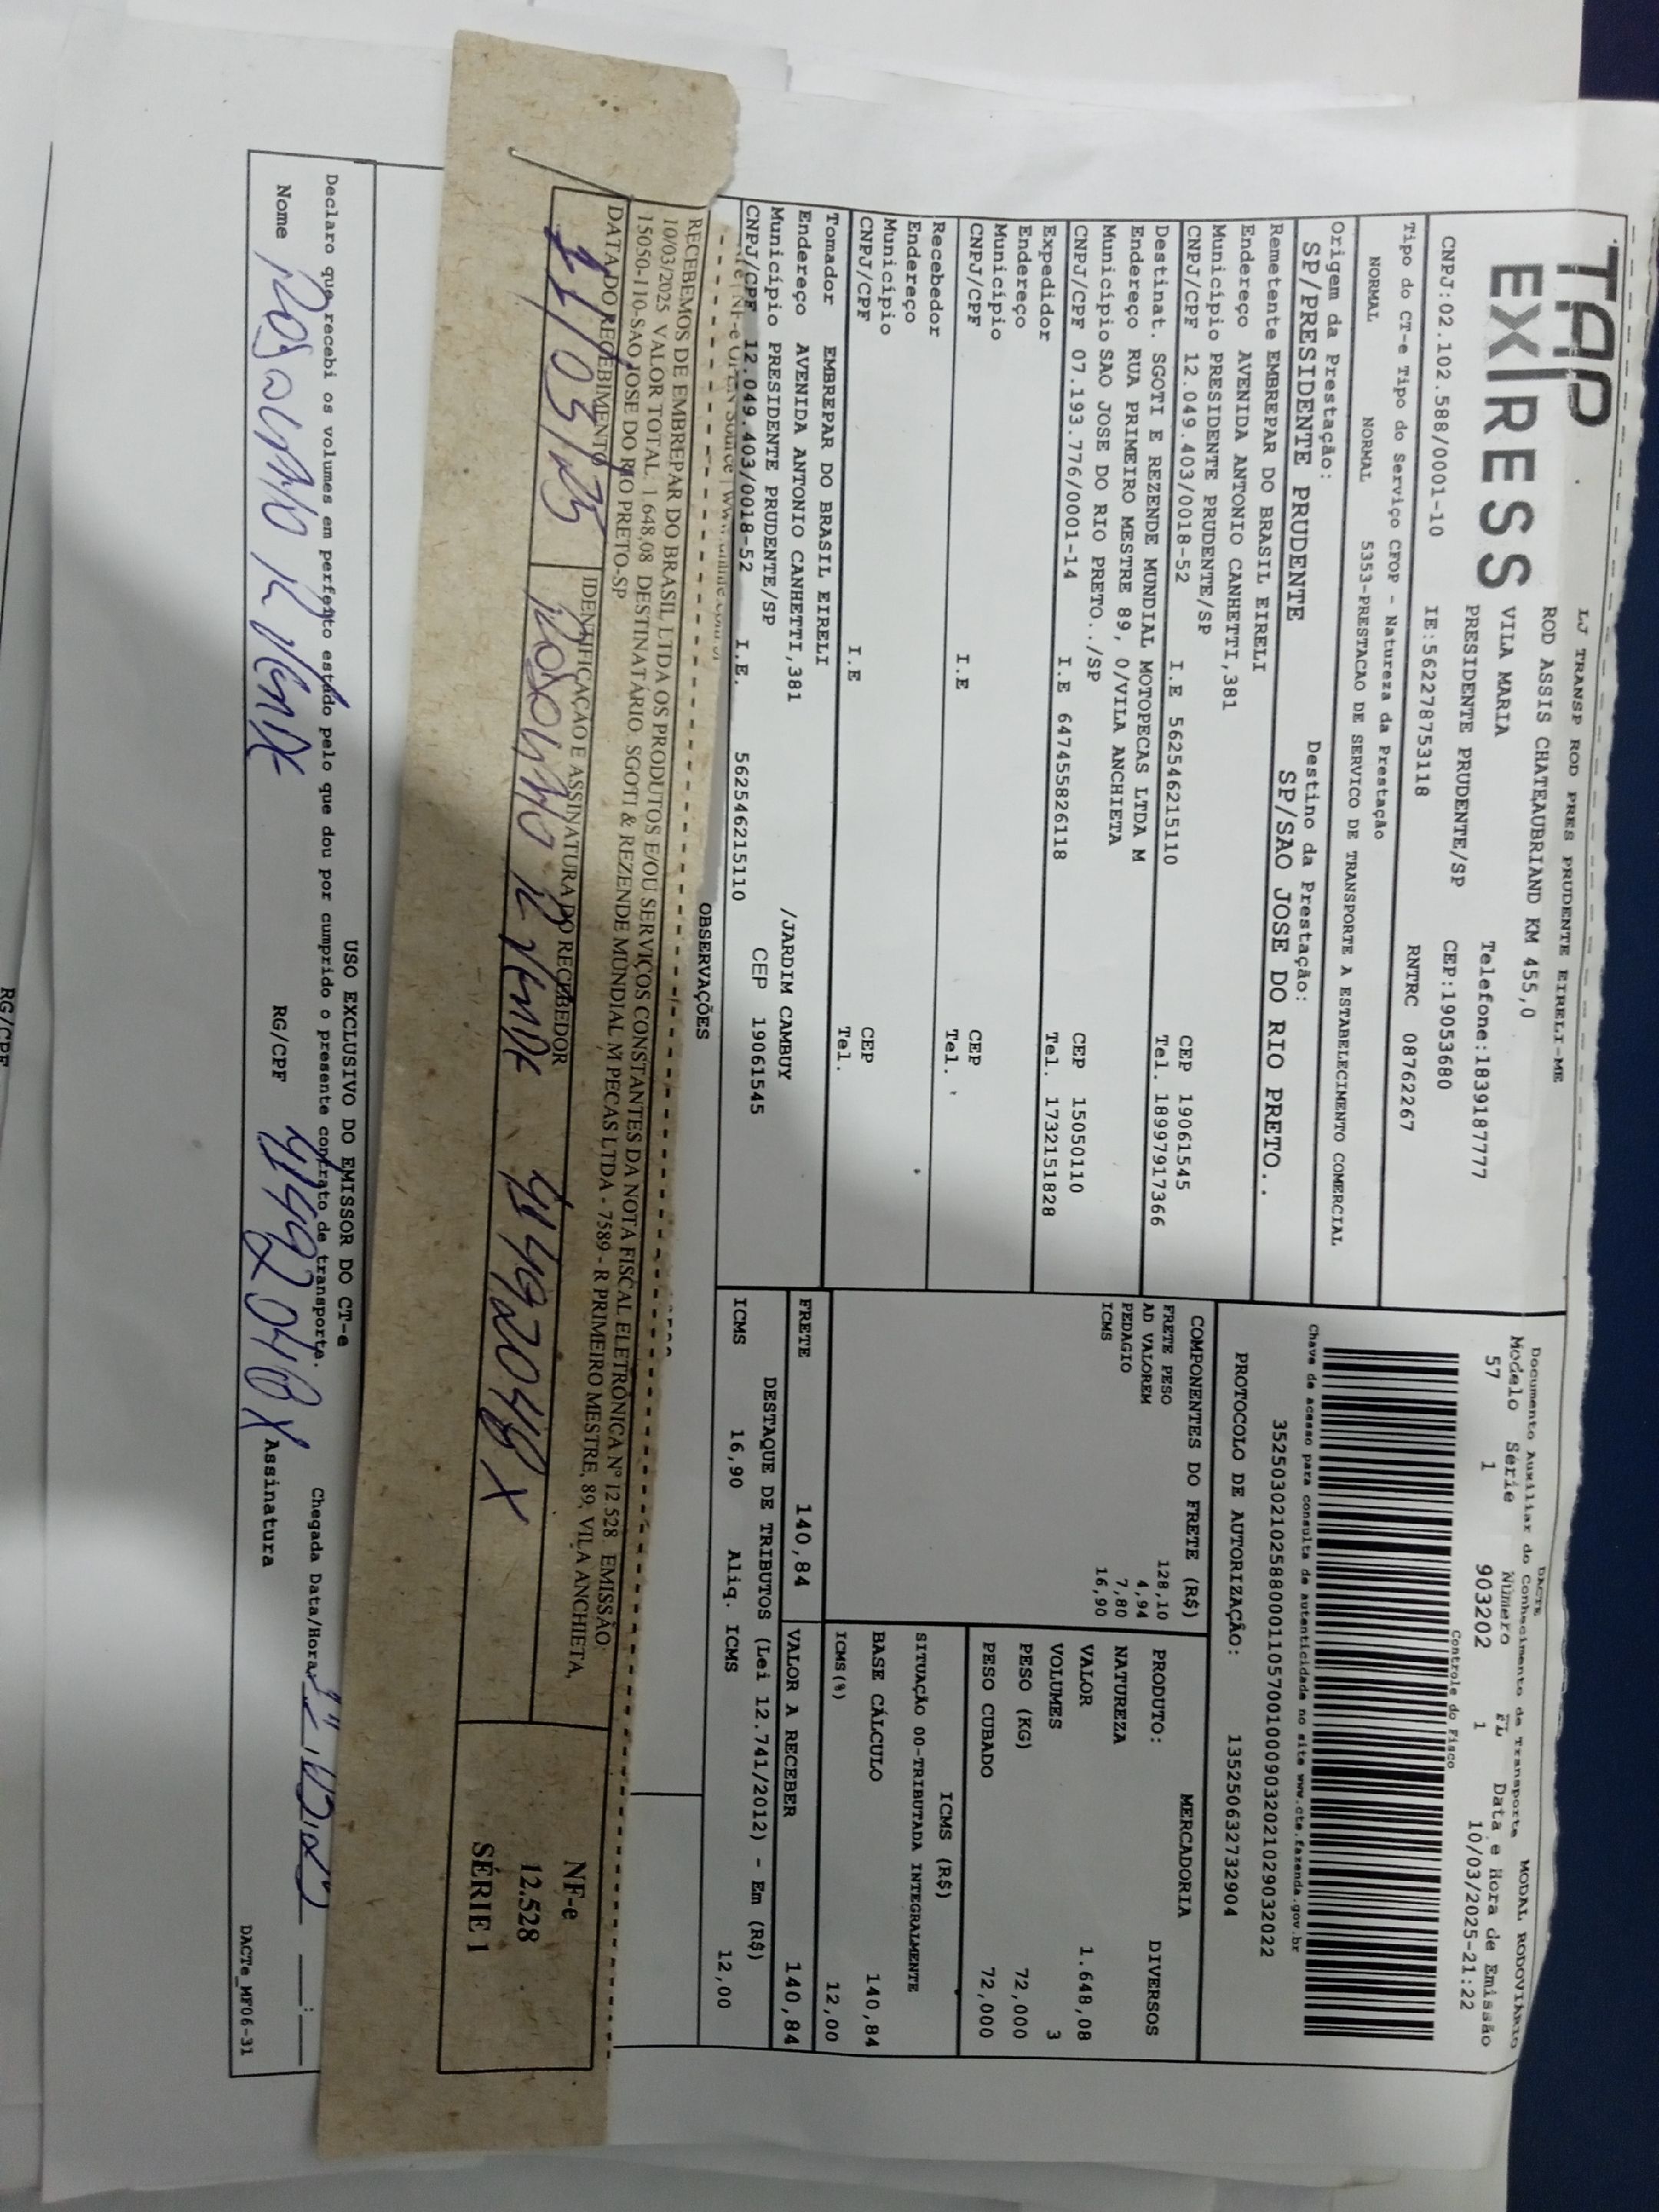 TAP EXPRESS
LJ TRANSP ROD PRES PRUDENTE EIRELI-ME
ROD ASSIS CHATEAUBRIAND KM 455,0
VILA MARIA Telefone:1839187777
PRESIDENTE PRUDENTE/SP CEP:19053680
CNPJ:02.102.588/0001-10 IE:562278753118 RNTRC 08762267
Tipo do CT-e Tipo do Serviço CFOP - Natureza da Prestação
NORMAL NORMAL 5353-PRESTACAO DE SERVICO DE TRANSPORTE A ESTABELECIMENTO COMERCIAL
Origem da Prestação: Destino da Prestação:
SP/PRESIDENTE PRUDENTE SP/SAO JOSE DO RIO PRETO..
Remetente EMBREPAR DO BRASIL EIRELI
Endereço AVENIDA ANTONIO CANHETTI,381
Município PRESIDENTE PRUDENTE/SP CEP 19061545
CNPJ/CPF 12.049.403/0018-52 I.E 562546215110 Tel. 18997917366
Destinat. SGOTI E REZENDE MUNDIAL MOTOPECAS LTDA M
Endereço RUA PRIMEIRO MESTRE 89, 0/VILA ANCHIETA
Município SAO JOSE DO RIO PRETO../SP CEP 15050110
CNPJ/CPF 07.193.776/0001-14 I.E 647455826118 Tel. 1732151828
Expedidor
Endereço
Município CEP
CNPJ/CPF I.E Tel.
Recebedor
Endereço
Município CEP
CNPJ/CPF I.E Tel.
Tomador EMBREPAR DO BRASIL EIRELI
Endereço AVENIDA ANTONIO CANHETTI,381 /JARDIM CAMBUY
Município PRESIDENTE PRUDENTE/SP CEP 19061545
CNPJ/CPF 12.049.403/0018-52 I.E. 562546215110
DACTE
Documento Auxiliar do Conhecimento de Transporte MODAL RODOVIARIO
Modelo Série Número FL Data e Hora de Emissão
57 1 903202 1 10/03/2025-21:22
Controle do Fisco
Chave de acesso para consulta de autenticidade no site www.cte.fazenda.gov.br
35250302102588000110570010009032021029032022
PROTOCOLO DE AUTORIZAÇÃO: 135250632732904
COMPONENTES DO FRETE (R$)
FRETE PESO 128,10
AD VALOREM 4,94
PEDAGIO 7,80
ICMS 16,90
MERCADORIA
PRODUTO: DIVERSOS
NATUREZA
VALOR 1.648,08
VOLUMES 3
PESO (KG) 72,000
PESO CUBADO 72,000
ICMS (R$)
SITUAÇÃO 00-TRIBUTADA INTEGRALMENTE
BASE CÁLCULO 140,84
ICMS(%) 12,00
FRETE 140,84 VALOR A RECEBER 140,84
DESTAQUE DE TRIBUTOS (Lei 12.741/2012) - Em (R$)
ICMS 16,90 Aliq. ICMS 12,00
OBSERVAÇÕES
RECEBEMOS DE EMBREPAR DO BRASIL LTDA OS PRODUTOS E/OU SERVIÇOS CONSTANTES DA NOTA FISCAL ELETRÔNICA Nº 12.528 EMISSÃO:
10/03/2025 VALOR TOTAL: 1.648,08 DESTINATÁRIO: SGOTI & REZENDE MUNDIAL M PECAS LTDA - 7589 - R PRIMEIRO MESTRE, 89, VILA ANCHIETA,
15050-110-SAO JOSE DO RIO PRETO-SP
DATA DO RECEBIMENTO IDENTIFICAÇÃO E ASSINATURA DO RECEBEDOR
11/03/25 41492048X
NF-e
12.528
SÉRIE 1
USO EXCLUSIVO DO EMISSOR DO CT-e
Declaro que recebi os volumes em perfeito estado pelo que dou por cumprido o presente contrato de transporte. Chegada Data/Hora
Nome RG/CPF 41492048X Assinatura
DACTe_MF06-31
RG/CPF